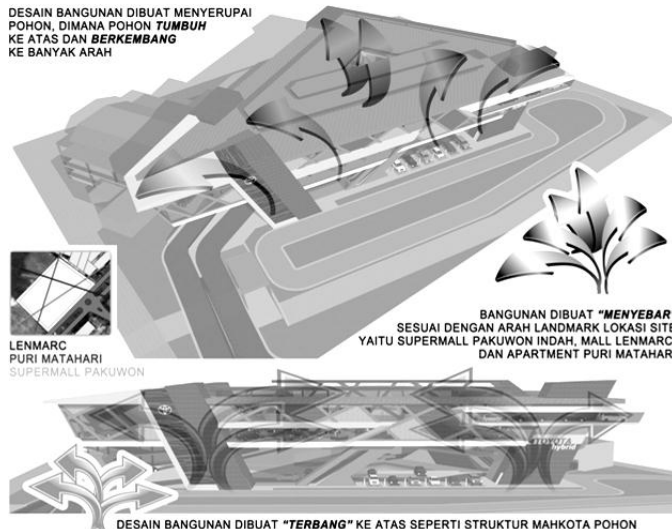 DESAIN BANGUNAN DIBUAT MENYERUPAI
POHON, DIMANA POHON TUMBUH
KE ATAS DAN BERKEMBANG
KE BANYAK ARAH
LENMARC
PURI MATAHARI
SUPERMALL PAKUWON
BANGUNAN DIBUAT "MENYEBAR"
SESUAI DENGAN ARAH LANDMARK LOKASI SITE
YAITU SUPERMALL PAKUWON INDAH, MALL LENMARC
DAN APARTMENT PURI MATAHARI
TOYOTA
hybrid
DESAIN BANGUNAN DIBUAT "TERBANG" KE ATAS SEPERTI STRUKTUR MAHKOTA POHON